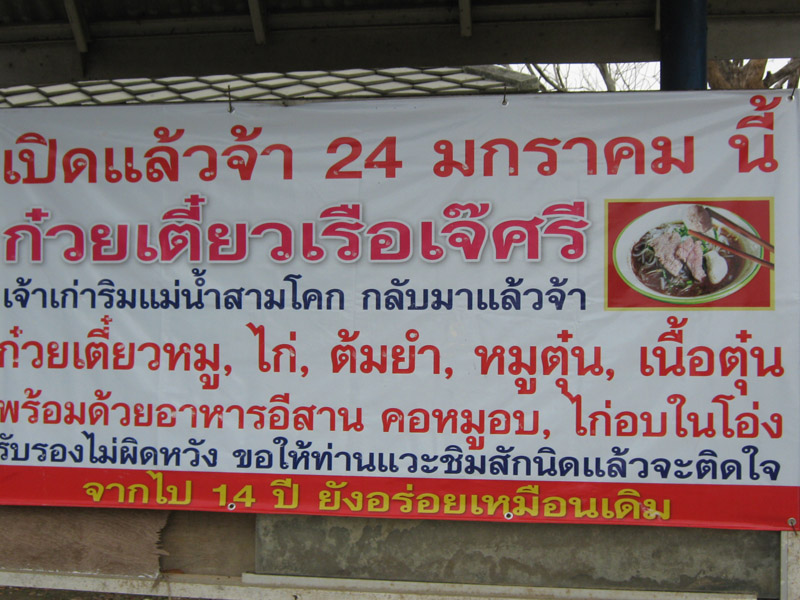 เปิดแล้วจ้า 24 มกราคม นี้
ก๋วยเตี๋ยวเรือเจ๊ศรี
เจ้าเก่าริมแม่น้ำสามโคก กลับมาแล้วจ้า
ก๋วยเตี๋ยวหมู, ไก่, ต้มยำ, หมูตุ๋น, เนื้อตุ๋น
พร้อมด้วยอาหารอีสาน คอหมูอบ, ไก่อบในโอ่ง
รับรองไม่ผิดหวัง ขอให้ท่านแวะชิมสักนิดแล้วจะติดใจ
จากไป 14 ปี ยังอร่อยเหมือนเดิม